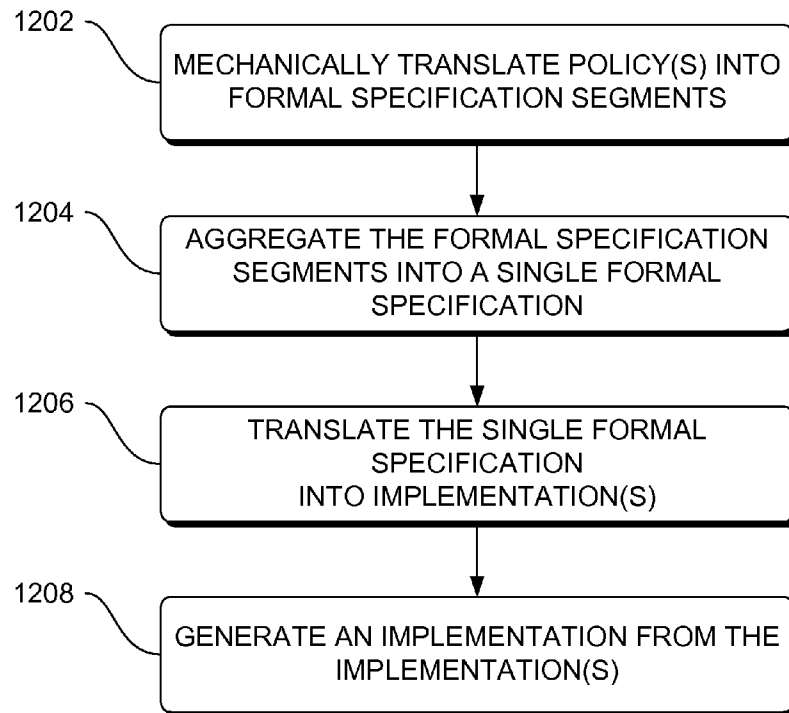 1202
MECHANICALLY TRANSLATE POLICY(S) INTO
FORMAL SPECIFICATION SEGMENTS
1204
AGGREGATE THE FORMAL SPECIFICATION
SEGMENTS INTO A SINGLE FORMAL
SPECIFICATION
1206
TRANSLATE THE SINGLE FORMAL
SPECIFICATION
INTO IMPLEMENTATION(S)
1208
GENERATE AN IMPLEMENTATION FROM THE
IMPLEMENTATION(S)